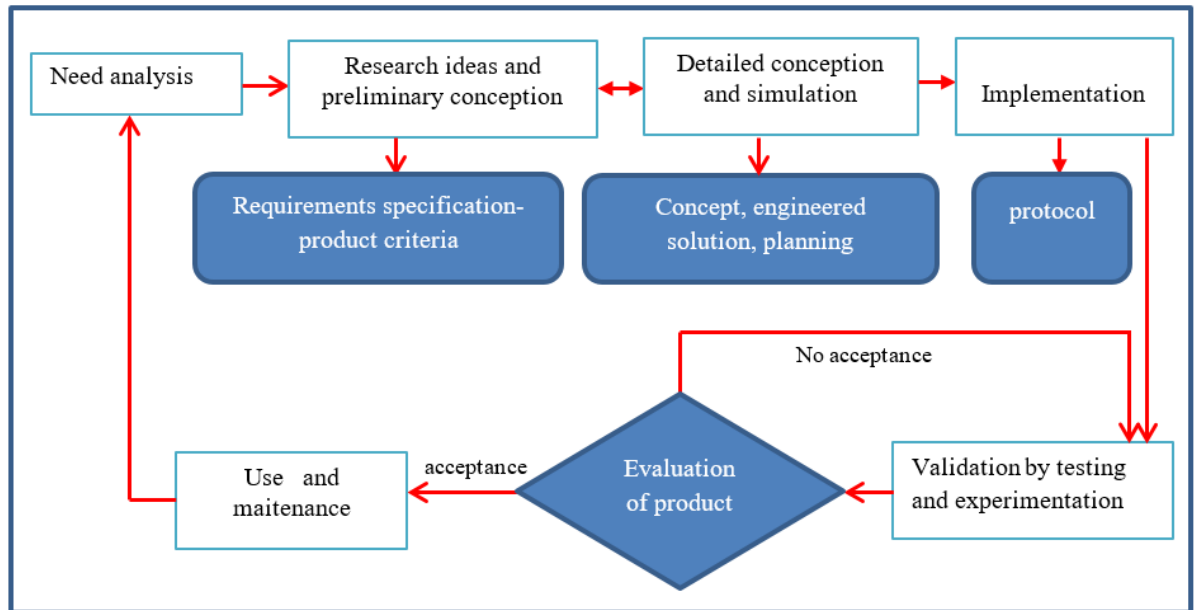 Need analysis
Research ideas and
preliminary conception
Detailed conception
and simulation
Implementation
Requirements specification-
product criteria
Concept, engineered
solution, planning
protocol
No acceptance
Use and
maitenance
acceptance
Evaluation
of product
Validation by testing
and experimentation